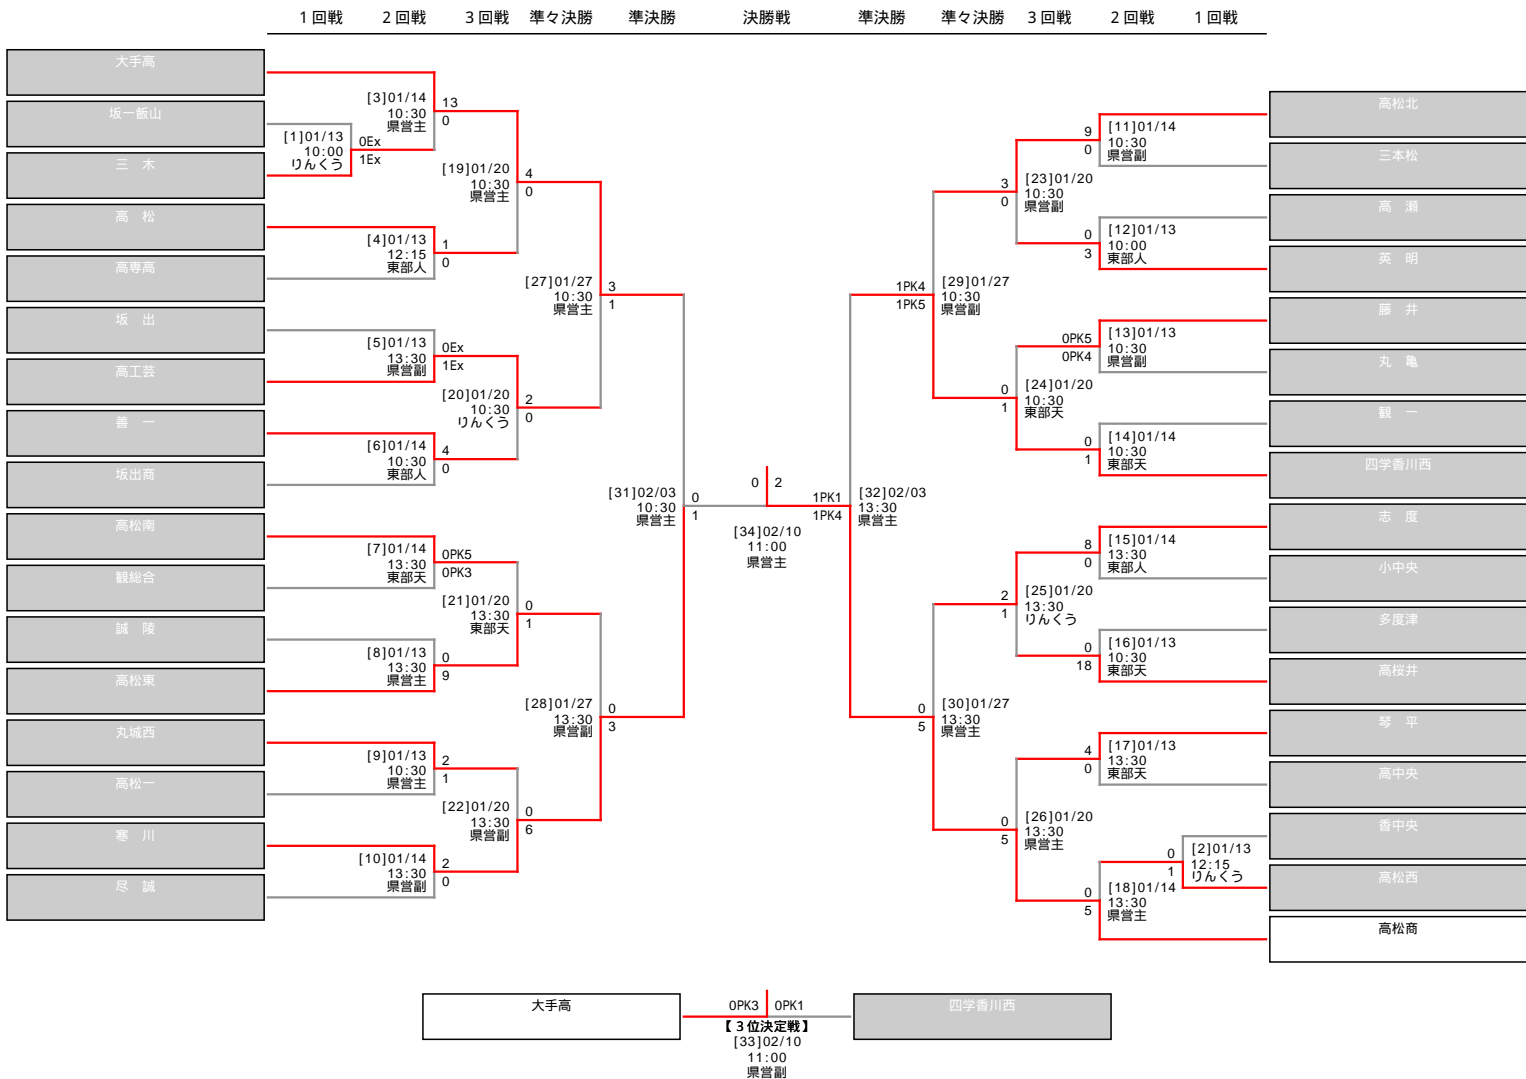 1回戦 2回戦 3回戦 準々決勝 準決勝 決勝戦 準決勝 準々決勝 3回戦 2回戦 1回戦
大手高
坂一飯山
三 木
高 松
高専高
坂 出
高工芸
善 一
坂出商
高松南
観総合
誠 陵
高松東
丸城西
高松一
寒 川
尽 誠
[1]01/13
10:00
りんくう
0Ex
1Ex
[3]01/14
10:30
県営主
13
0
[4]01/13
12:15
東部人
1
0
[5]01/13
13:30
県営副
0Ex
1Ex
[6]01/14
10:30
東部人
4
0
[7]01/14
13:30
東部天
0PK5
0PK3
[8]01/13
13:30
県営主
0
9
[9]01/13
10:30
県営主
2
1
[10]01/14
13:30
県営副
2
0
[19]01/20
10:30
県営主
4
0
[20]01/20
10:30
りんくう
2
0
[21]01/20
13:30
東部天
0
1
[22]01/20
13:30
県営副
0
6
[27]01/27
10:30
県営主
3
1
[28]01/27
13:30
県営副
0
3
[31]02/03
10:30
県営主
0
1
0 2
[34]02/10
11:00
県営主
1PK1
1PK4
[32]02/03
13:30
県営主
1PK4
1PK5
[29]01/27
10:30
県営副
0
5
[30]01/27
13:30
県営主
3
0
[23]01/20
10:30
県営副
0
1
[24]01/20
10:30
東部天
2
1
[25]01/20
13:30
りんくう
0
5
[26]01/20
13:30
県営主
9
0
[11]01/14
10:30
県営副
0
3
[12]01/13
10:00
東部人
0PK5
0PK4
[13]01/13
10:30
県営副
0
1
[14]01/14
10:30
東部天
8
0
[15]01/14
13:30
東部人
0
18
[16]01/13
10:30
東部天
4
0
[17]01/13
13:30
東部天
0
5
[18]01/14
13:30
県営主
0
1
[2]01/13
12:15
りんくう
高松北
三本松
高 瀬
英 明
藤 井
丸 亀
観 一
四学香川西
志 度
小中央
多度津
高桜井
琴 平
高中央
香中央
高松西
高松商
大手高
0PK3 0PK1
四学香川西
【3位決定戦】
[33]02/10
11:00
県営副